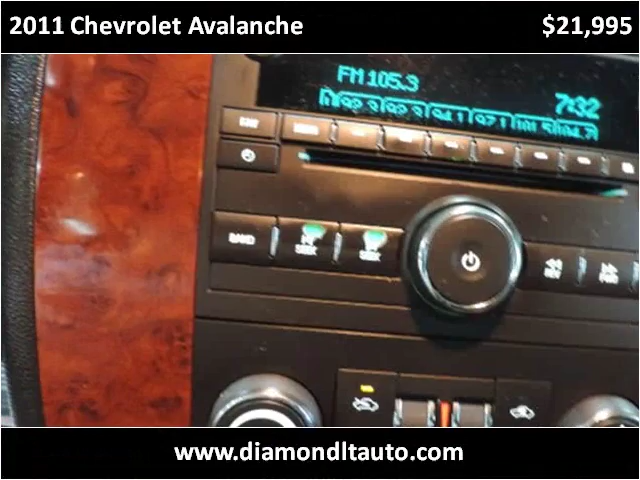 2011 Chevrolet Avalanche $21,995
FM 105.3
7:32
BAND
SEEK
SEEK
www.diamondltauto.com